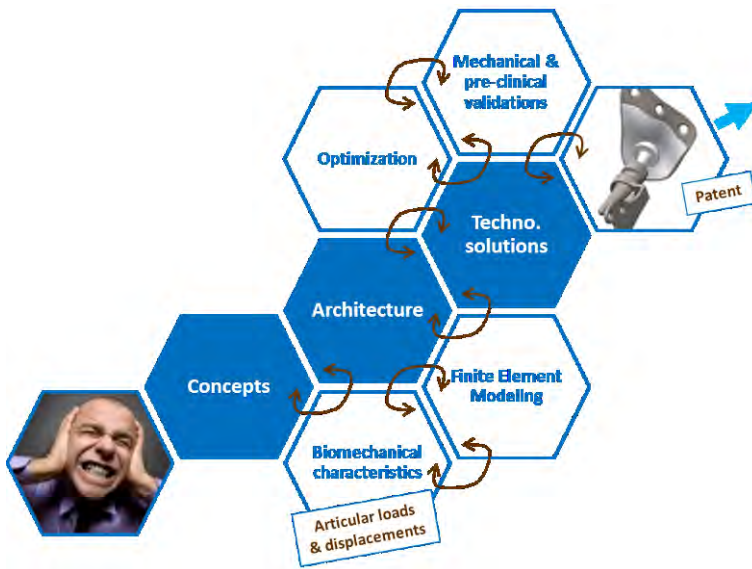 Mechanical &
pre-clinical
validations
Optimization
Patent
Techno.
solutions
Architecture
Concepts
Finite Element
Modeling
Biomechanical
characteristics
Articular loads
& displacements